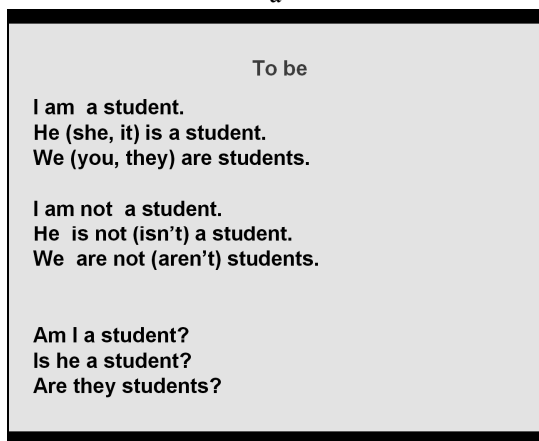 a
To be
I am a student.
He (she, it) is a student.
We (you, they) are students.
I am not a student.
He is not (isn’t) a student.
We are not (aren’t) students.
Am I a student?
Is he a student?
Are they students?